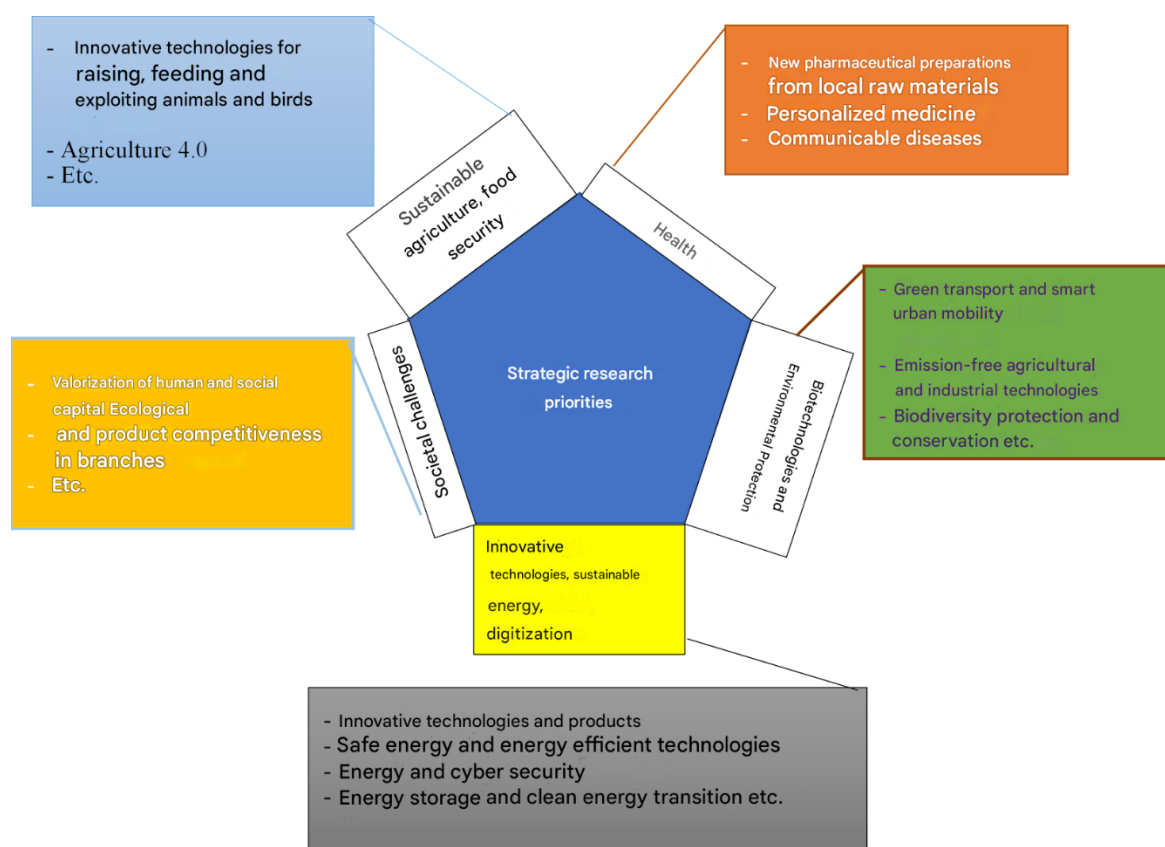 - Innovative technologies for
raising, feeding and
exploiting animals and birds
- Agriculture 4.0
- Etc.
- New pharmaceutical preparations
from local raw materials
- Personalized medicine
- Communicable diseases
Sustainable
agriculture, food
security
Health
- Green transport and smart
urban mobility
- Emission-free agricultural
and industrial technologies
- Biodiversity protection and
conservation etc.
- Valorization of human and social
capital Ecological
- and product competitiveness
in branches
- Etc.
Societal challenges
Strategic research
priorities
Biotechnologies and
Environmental Protection
Innovative
technologies, sustainable
energy,
digitization
- Innovative technologies and products
- Safe energy and energy efficient technologies
- Energy and cyber security
- Energy storage and clean energy transition etc.